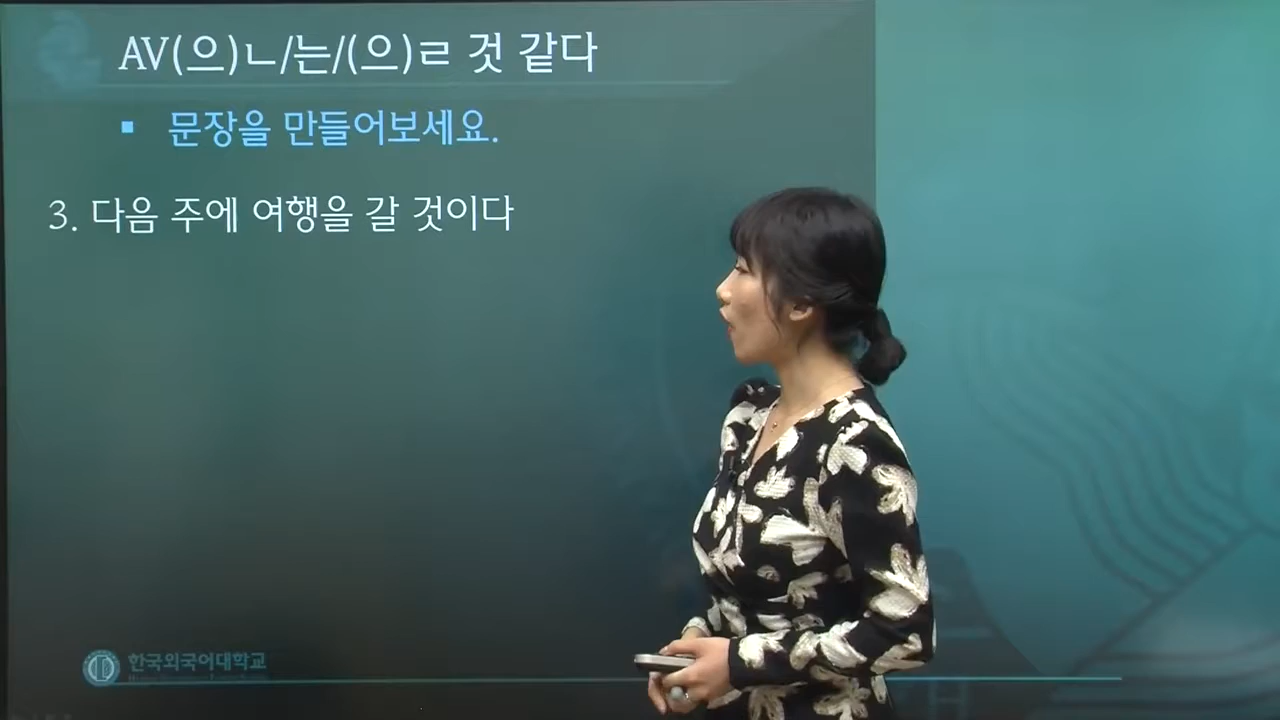 AV(으)ㄴ/는/(으)ㄹ 것 같다
▪ 문장을 만들어보세요.
3. 다음 주에 여행을 갈 것이다
한국외국어대학교